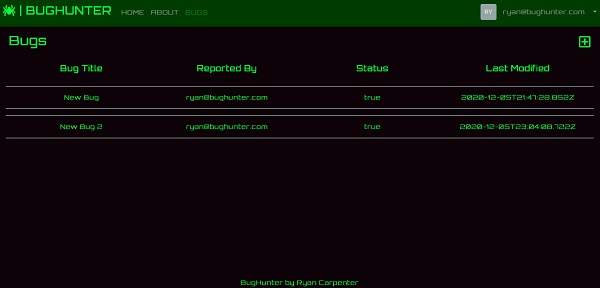 | BUGHUNTER HOME ABOUT BUGS RY ryan@bughunter.com
Bugs
Bug Title Reported By Status Last Modified
New Bug ryan@bughunter.com true 2020-12-05T21:47:28.852Z
New Bug 2 ryan@bughunter.com true 2020-12-05T23:04:08.722Z
BugHunter by Ryan Carpenter